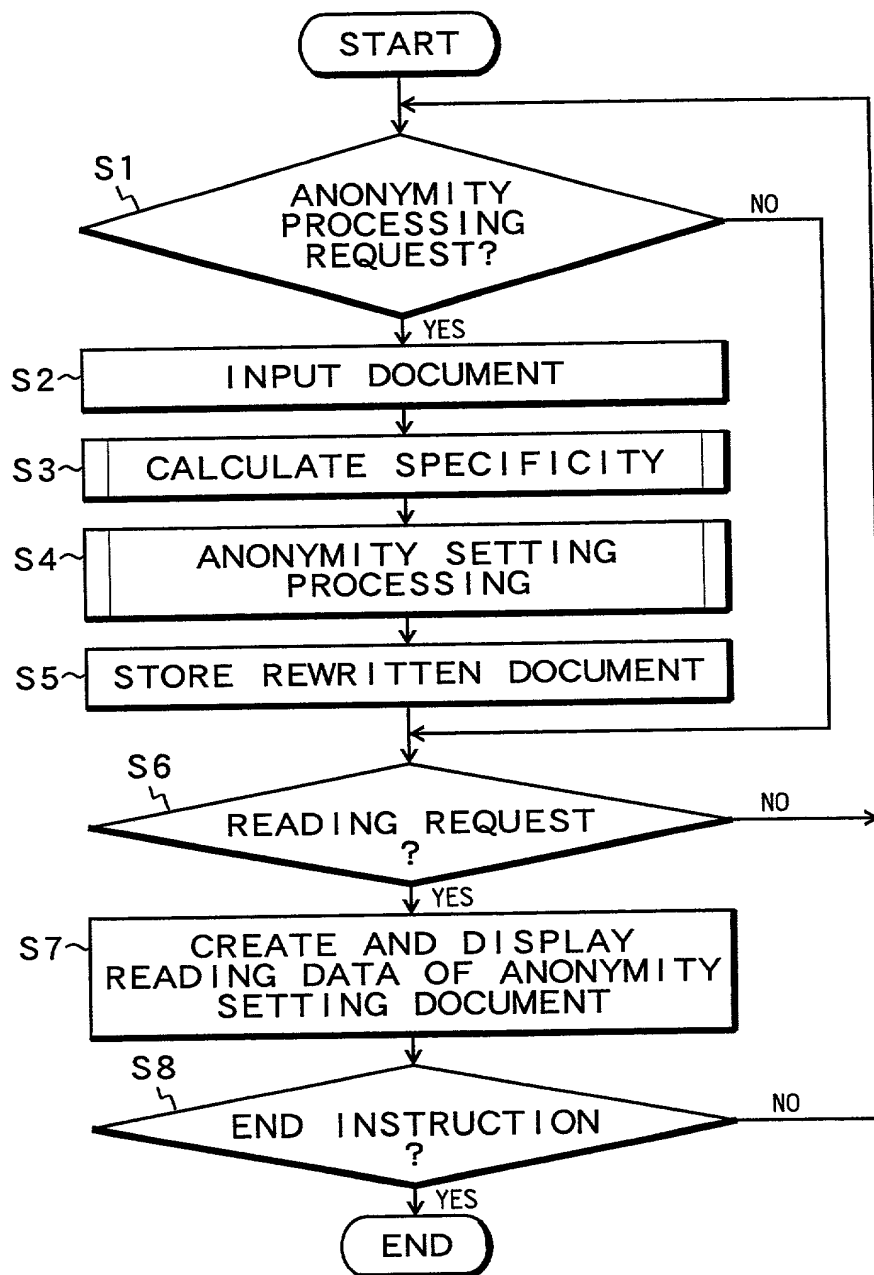 START
S1
ANONYMITY
PROCESSING
REQUEST?
NO
YES
S2
INPUT DOCUMENT
S3
CALCULATE SPECIFICITY
S4
ANONYMITY SETTING
PROCESSING
S5
STORE REWRITTEN DOCUMENT
S6
READING REQUEST
?
NO
YES
S7
CREATE AND DISPLAY
READING DATA OF ANONYMITY
SETTING DOCUMENT
S8
END INSTRUCTION
?
NO
YES
END